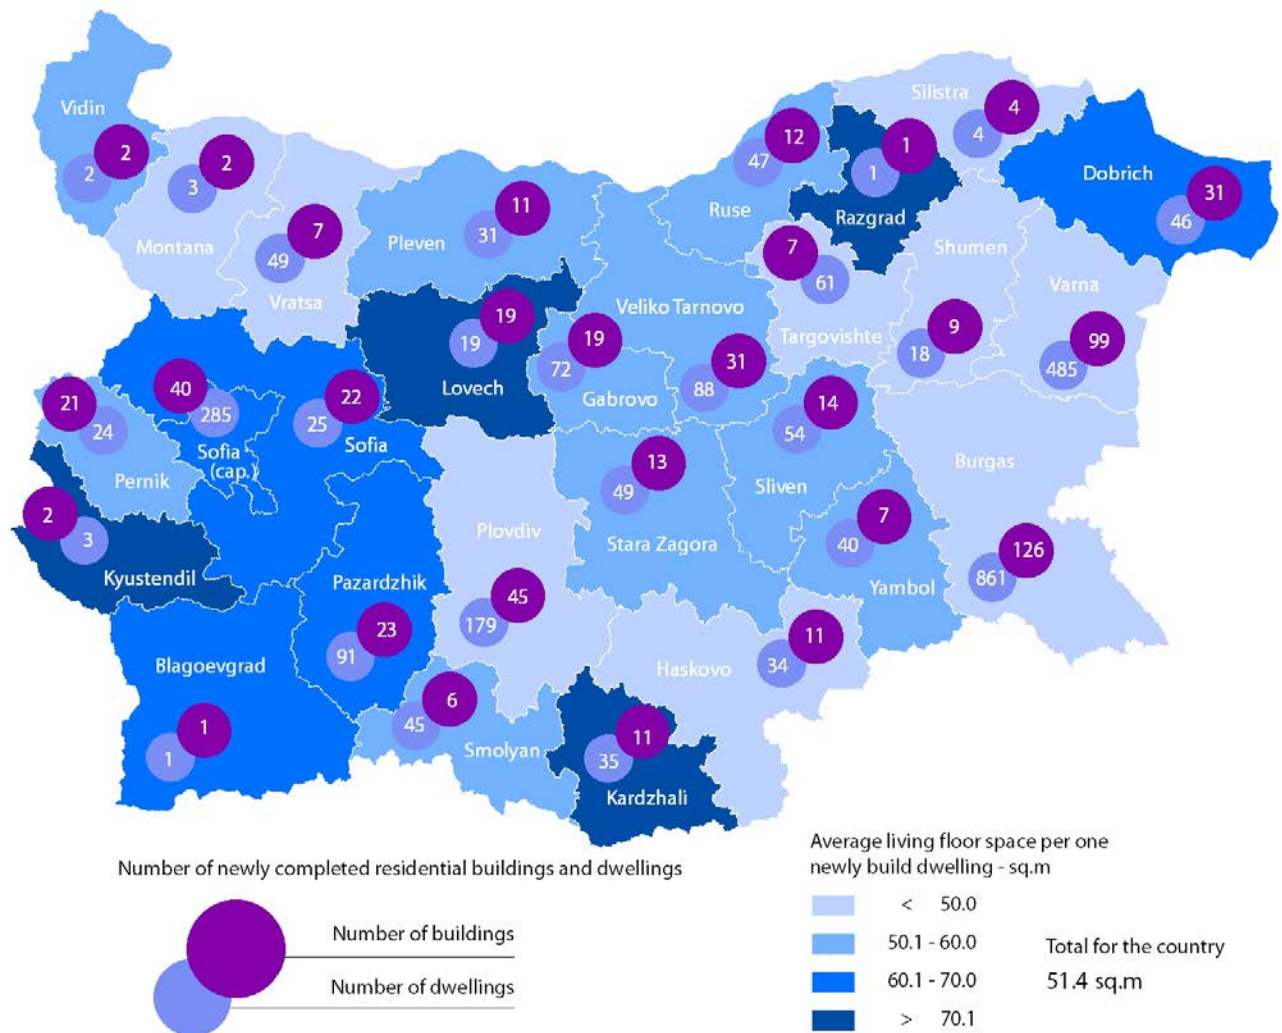 Vidin
2
2
2
3
Montana
7
49
Vratsa
11
31
Pleven
12
47
Ruse
1
1
Razgrad
Silistra
4
4
Dobrich
31
46
7
61
Targovishte
Shumen
9
18
Varna
99
485
19
19
Lovech
Veliko Tarnovo
31
88
19
72
Gabrovo
40
285
Sofia
(cap.)
22
25
Sofia
21
24
Pernik
2
3
Kyustendil
14
54
Sliven
13
49
Stara Zagora
Burgas
126
861
7
40
Yambol
Plovdiv
45
179
Pazardzhik
23
91
Blagoevgrad
1
1
Haskovo
11
34
6
45
Smolyan
11
35
Kardzhali
Number of newly completed residential buildings and dwellings
Number of buildings
Number of dwellings
Average living floor space per one
newly build dwelling - sq.m
< 50.0
50.1 - 60.0
60.1 - 70.0
> 70.1
Total for the country
51.4 sq.m